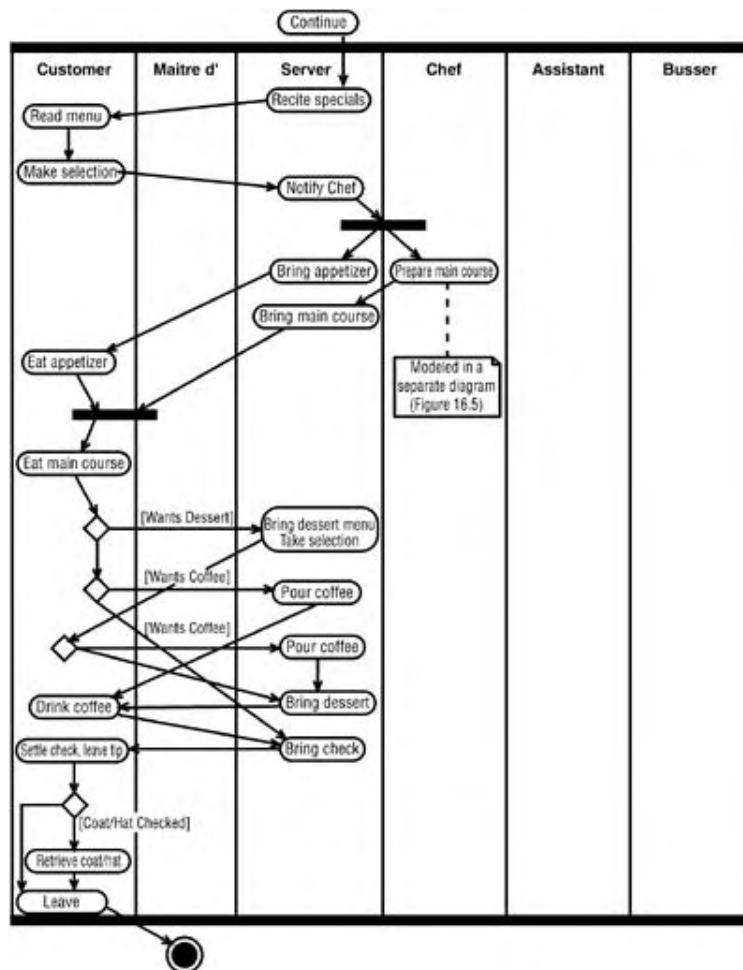 Continue
Customer
Maitre d'
Server
Chef
Assistant
Busser
Recite specials
Read menu
Make selection
Notify Chef
Bring appetizer
Prepare main course
Bring main course
Eat appetizer
Modeled in a
separate diagram
(Figure 16.5)
Eat main course
[Wants Dessert]
Bring dessert menu
Take selection
[Wants Coffee]
Pour coffee
[Wants Coffee]
Pour coffee
Bring dessert
Drink coffee
Settle check, leave tip
Bring check
[Coat/Hat Checked]
Retrieve coat/hat
Leave